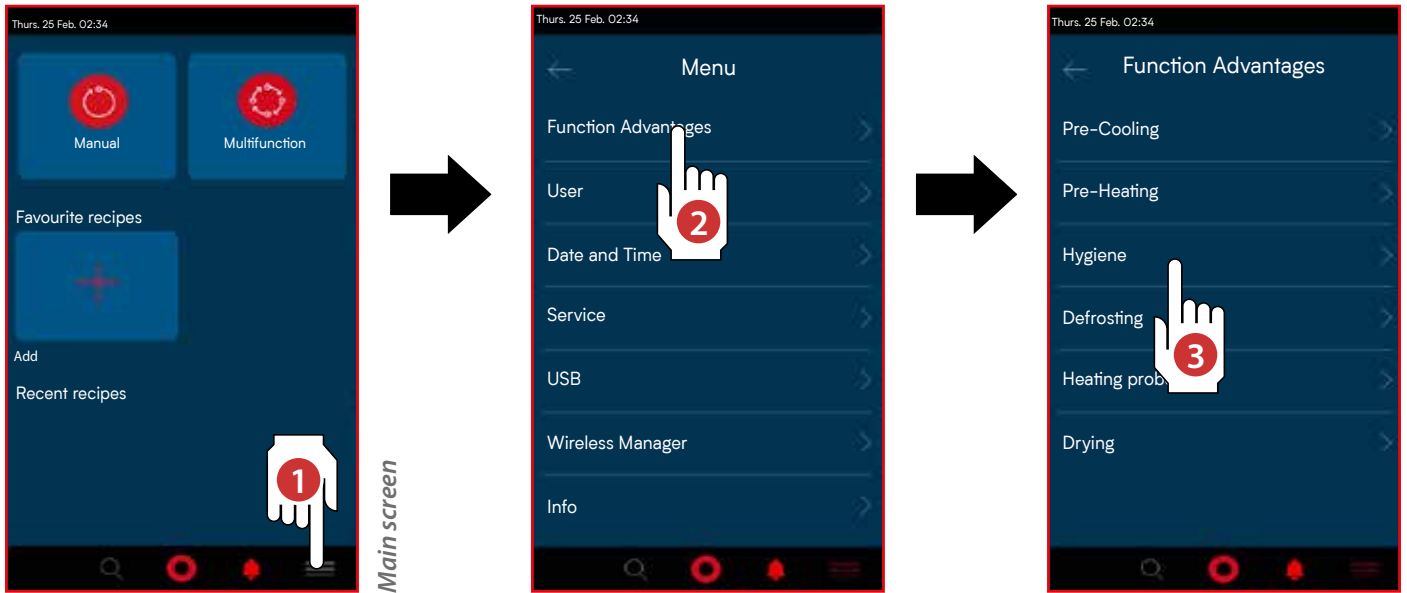 Thurs. 25 Feb. 02:34
Manual
Multifunction
Favourite recipes
Add
Recent recipes
1
Main screen
Thurs. 25 Feb. 02:34
Menu
Function Advantages
User
2
Date and Time
Service
USB
Wireless Manager
Info
Thurs. 25 Feb. 02:34
Function Advantages
Pre-Cooling
Pre-Heating
Hygiene
Defrosting
3
Heating prob
Drying